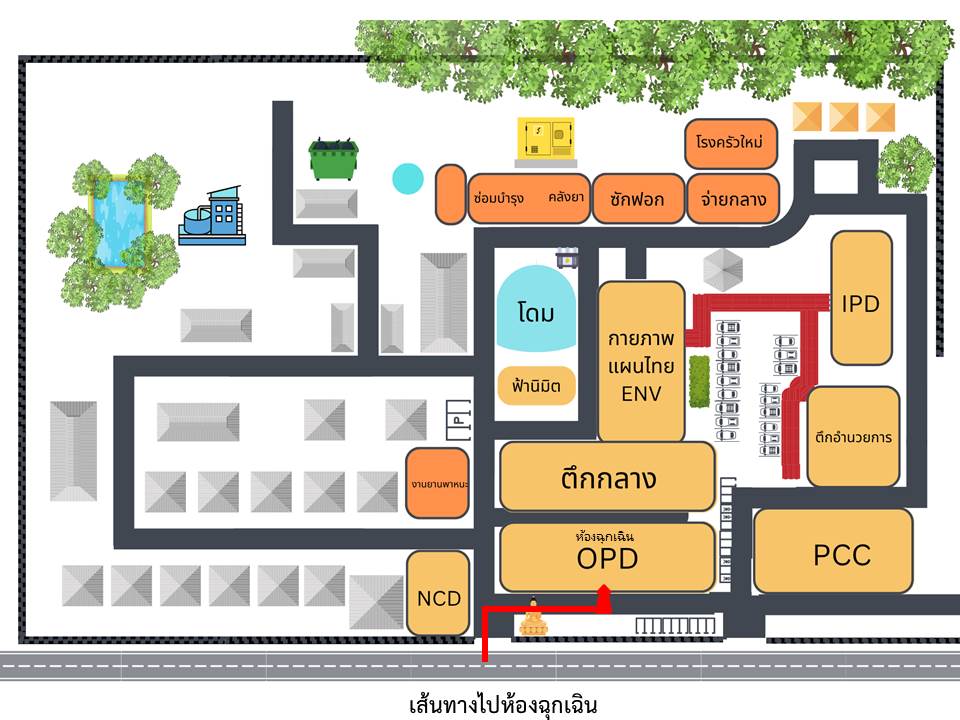 โรงครัวใหม่
ซ่อมบำรุง
คลังยา
ซักฟอก
จ่ายกลาง
โดม
IPD
กายภาพ
แผนไทย
ENV
ฟ้านิมิต
P
ตึกอำนวยการ
งานยานพาหนะ
ตึกกลาง
ห้องฉุกเฉิน
OPD
PCC
NCD
เส้นทางไปห้องฉุกเฉิน